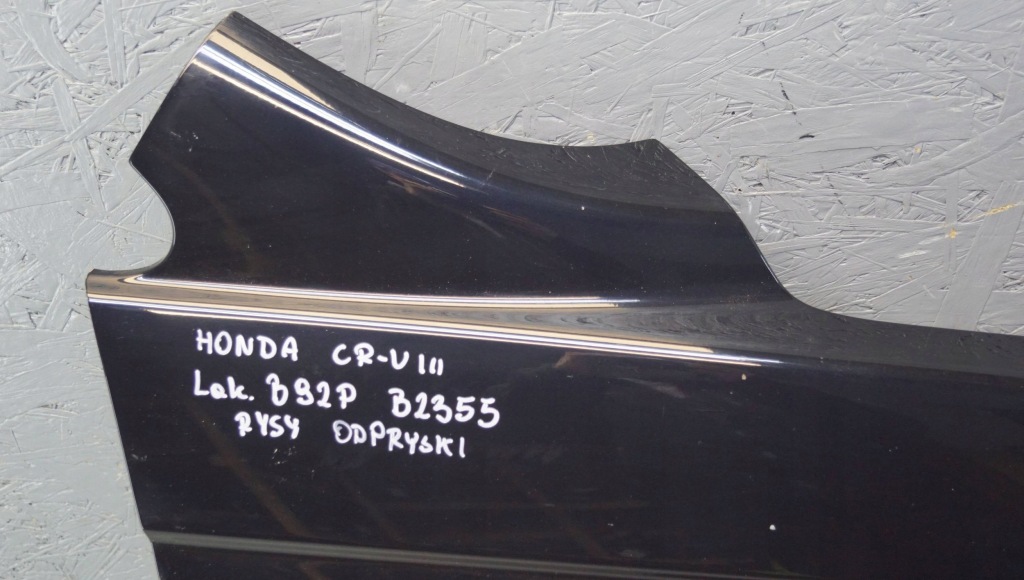 HONDA CR-V III
Lak. B92P B2355
RYSY ODPRYSKI